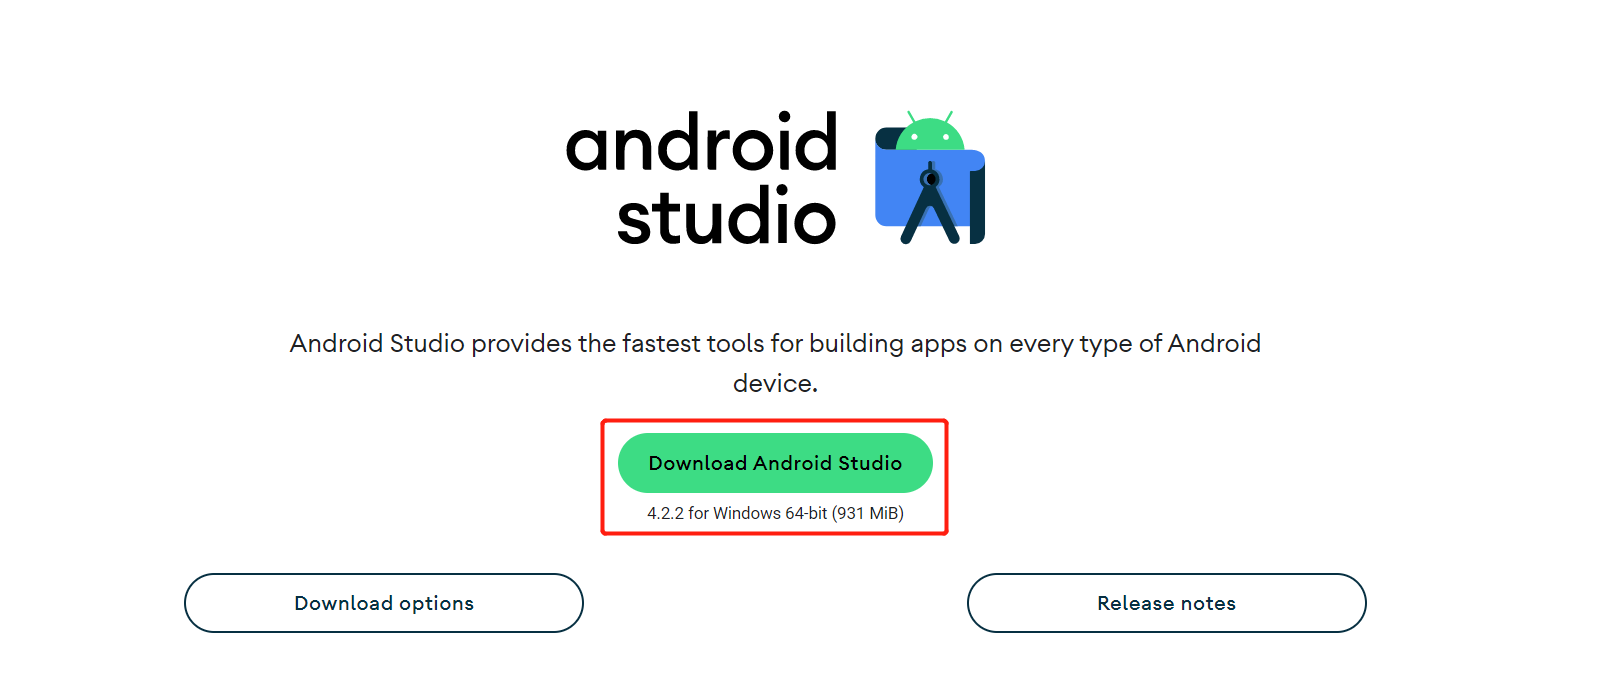 android
studio
Android Studio provides the fastest tools for building apps on every type of Android
device.
Download Android Studio
4.2.2 for Windows 64-bit (931 MiB)
Download options
Release notes